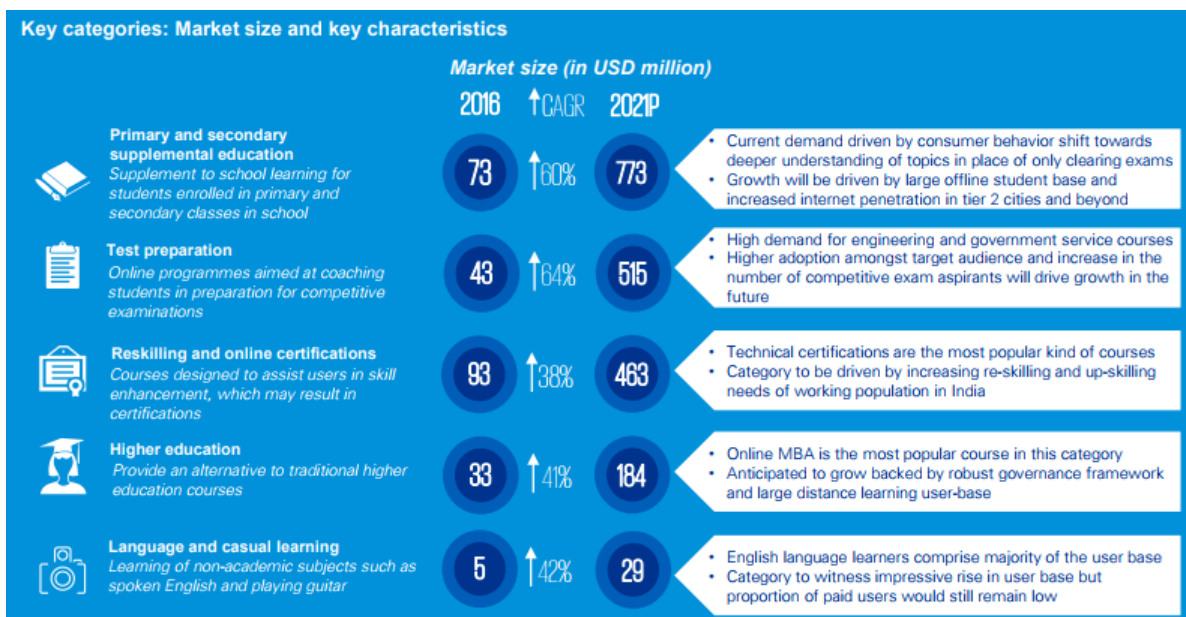 Key categories: Market size and key characteristics
Market size (in USD million)
2016 CAGR 2021P
Primary and secondary
supplemental education
Supplement to school learning for
students enrolled in primary and
secondary classes in school
73 60% 773
• Current demand driven by consumer behavior shift towards
deeper understanding of topics in place of only clearing exams
• Growth will be driven by large offline student base and
increased internet penetration in tier 2 cities and beyond
Test preparation
Online programmes aimed at coaching
students in preparation for competitive
examinations
43 64% 515
• High demand for engineering and government service courses
• Higher adoption amongst target audience and increase in the
number of competitive exam aspirants will drive growth in the
future
Reskilling and online certifications
Courses designed to assist users in skill
enhancement, which may result in
certifications
93 38% 463
• Technical certifications are the most popular kind of courses
• Category to be driven by increasing re-skilling and up-skilling
needs of working population in India
Higher education
Provide an alternative to traditional higher
education courses
33 41% 184
• Online MBA is the most popular course in this category
• Anticipated to grow backed by robust governance framework
and large distance learning user-base
Language and casual learning
Learning of non-academic subjects such as
spoken English and playing guitar
5 42% 29
• English language learners comprise majority of the user base
• Category to witness impressive rise in user base but
proportion of paid users would still remain low